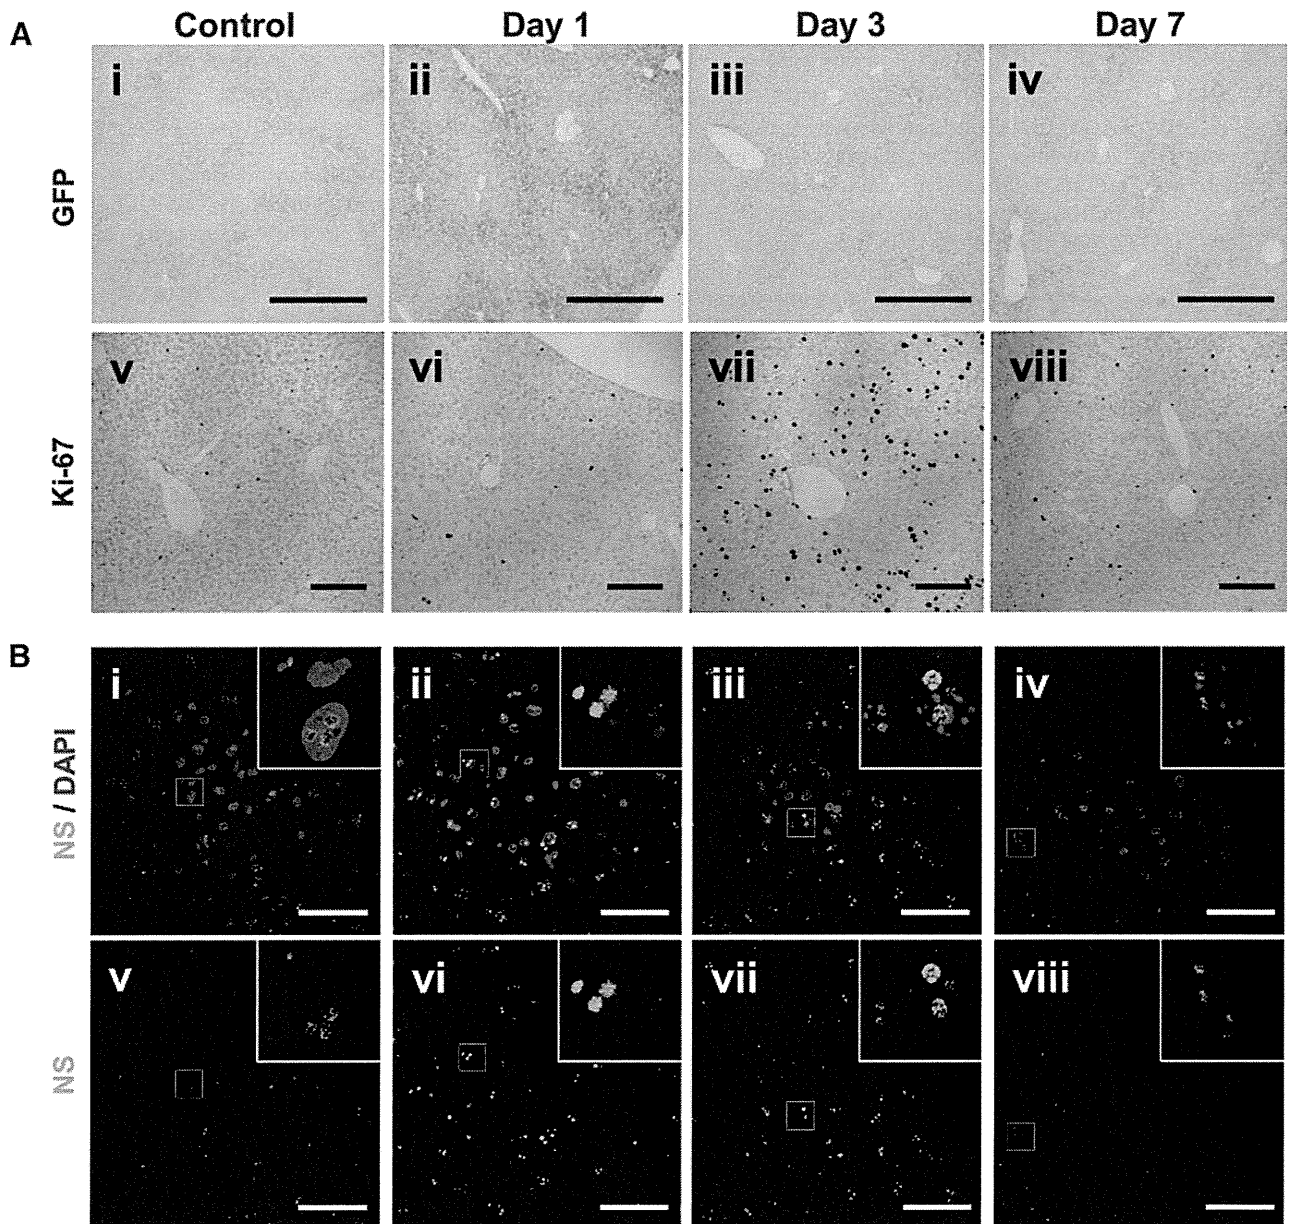 A
Control Day 1 Day 3 Day 7
GFP
i ii iii iv
Ki-67
v vi vii viii
B
NS / DAPI
i ii iii iv
NS
v vi vii viii